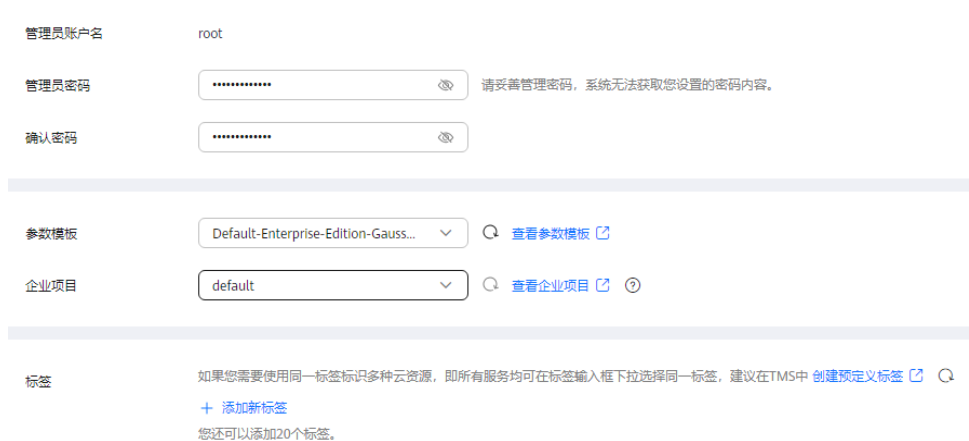 管理员账户名 root
管理员密码 ••••••••••••• 请妥善管理密码，系统无法获取您设置的密码内容。
确认密码 •••••••••••••
参数模板 Default-Enterprise-Edition-Gauss... 查看参数模板
企业项目 default 查看企业项目
标签 如果您需要使用同一标签标识多种云资源，即所有服务均可在标签输入框下拉选择同一标签，建议在TMS中 创建预定义标签
+ 添加新标签
您还可以添加20个标签。